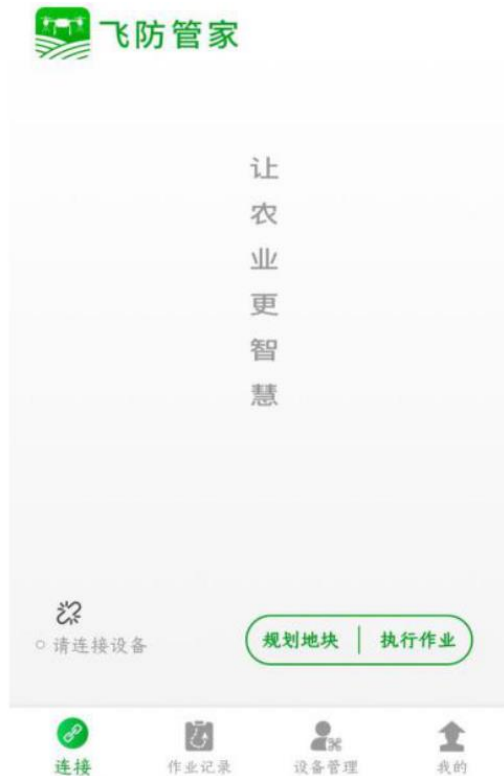 飞防管家
让
农
业
更
智
慧
请连接设备
规划地块 | 执行作业
连接 作业记录 设备管理 我的